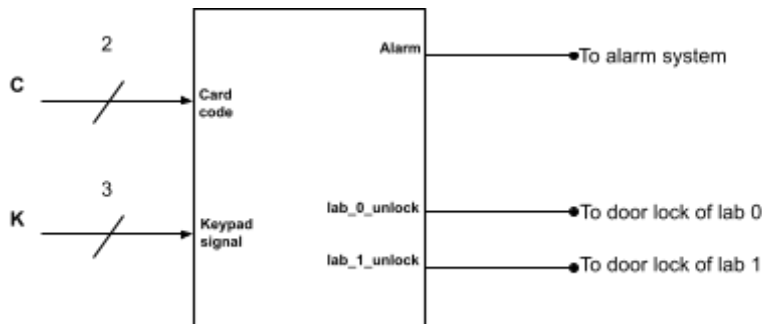 2
C
Card
code
3
K
Keypad
signal
Alarm
To alarm system
lab_0_unlock
To door lock of lab 0
lab_1_unlock
To door lock of lab 1